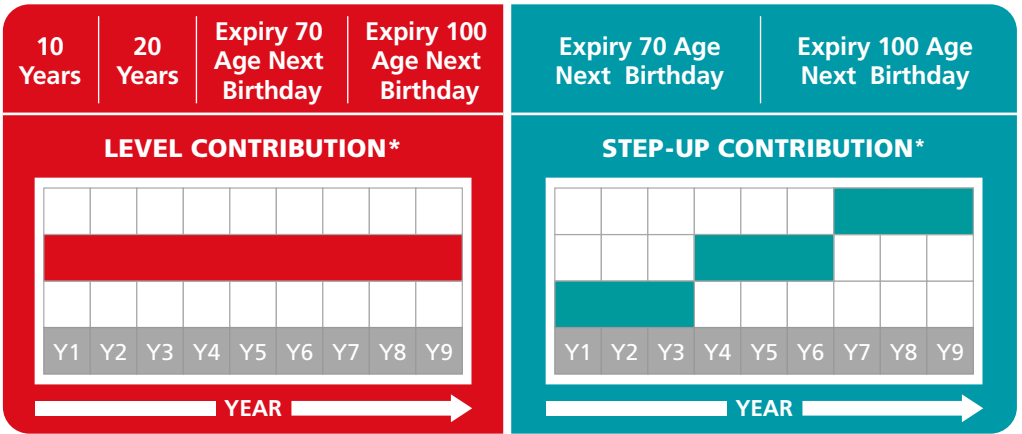 10
Years
20
Years
Expiry 70
Age Next
Birthday
Expiry 100
Age Next
Birthday
LEVEL CONTRIBUTION*
Y1 Y2 Y3 Y4 Y5 Y6 Y7 Y8 Y9
YEAR
Expiry 70 Age
Next Birthday
Expiry 100 Age
Next Birthday
STEP-UP CONTRIBUTION*
Y1 Y2 Y3 Y4 Y5 Y6 Y7 Y8 Y9
YEAR